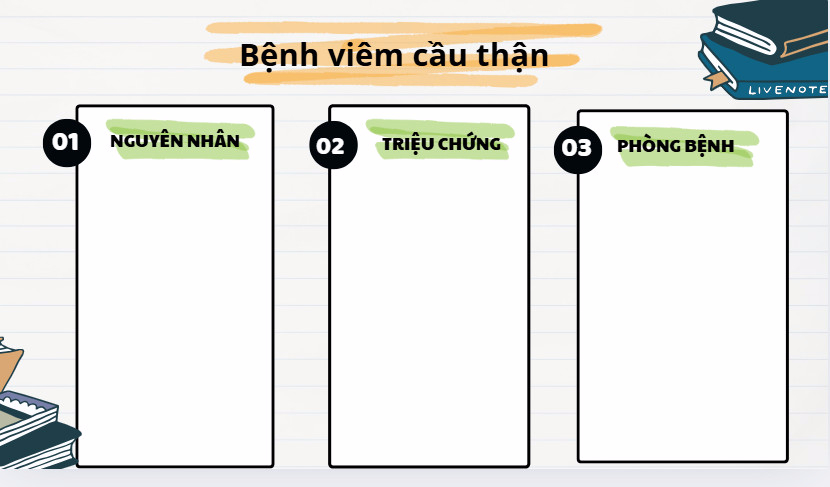 Bệnh viêm cầu thận
LIVENOTE
01
NGUYÊN NHÂN
02
TRIỆU CHỨNG
03
PHÒNG BỆNH